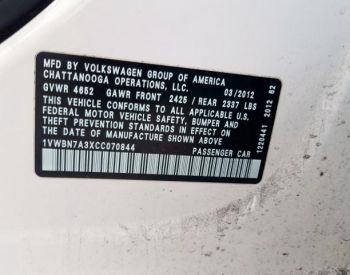 MFD BY VOLKSWAGEN GROUP OF AMERICA
CHATTANOOGA OPERATIONS, LLC. 03/2012
GVWR 4652 GAWR FRONT 2425 / REAR 2337 LBS
THIS VEHICLE CONFORMS TO ALL APPLICABLE U.S.
FEDERAL MOTOR VEHICLE SAFETY, BUMPER AND
THEFT PREVENTION STANDARDS IN EFFECT ON
THE DATE OF MANUFACTURE SHOWN ABOVE
1VWBN7A3XCC070844 PASSENGER CAR
1220441 2012 62